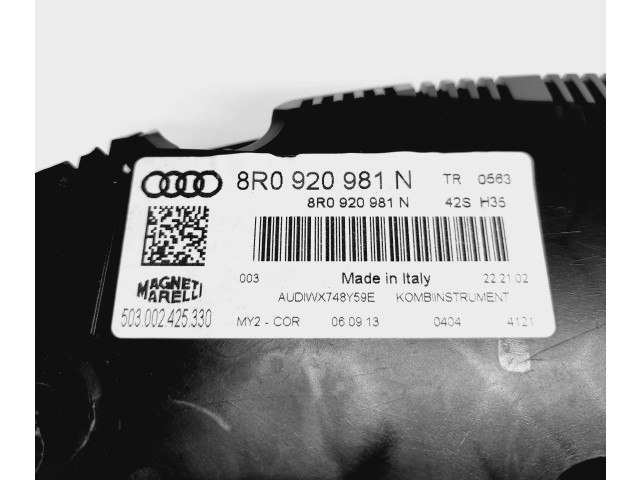 8R0 920 981 N TR 0563
8R0 920 981 N 42S H35
003 Made in Italy 22:21:02
MAGNETI
MARELLI
AUDIWX748Y59E KOMBIINSTRUMENT
503.002.425.330
MY2 - COR 06.09.13 0404 4121